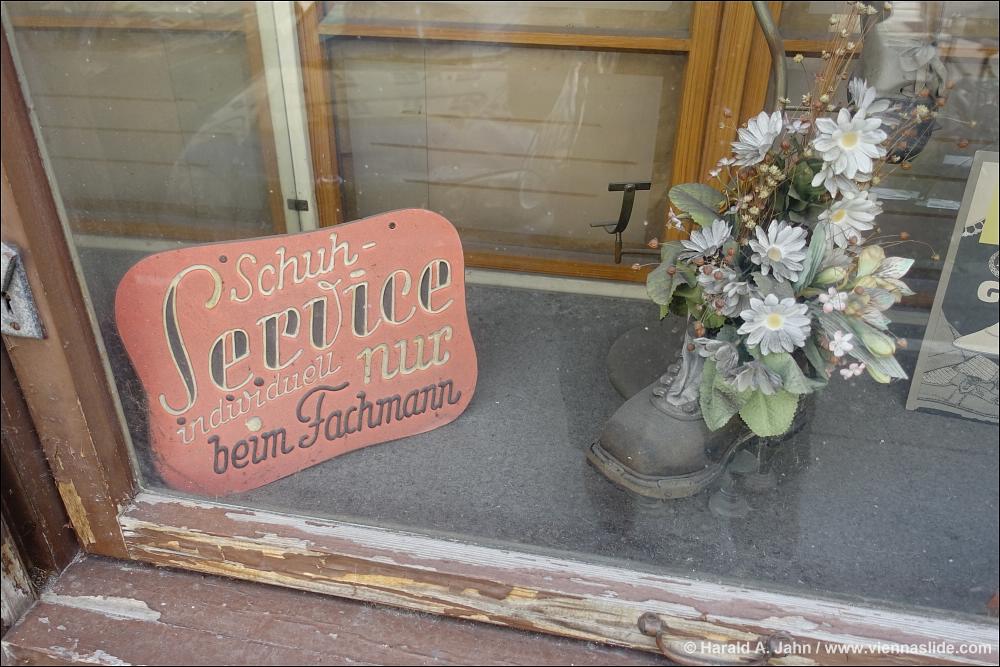 Schuh-
Service
individuell nur
beim Fachmann
G
© Harald A. Jahn / www.viennaslide.com